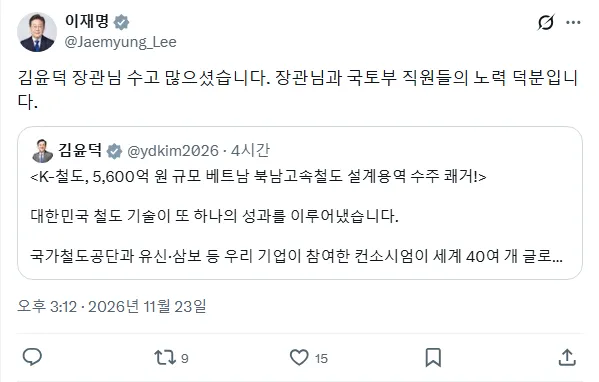 이재명
@Jaemyung_Lee
김윤덕 장관님 수고 많으셨습니다. 장관님과 국토부 직원들의 노력 덕분입니
다.
김윤덕 @ydkim2026 · 4시간
<K-철도, 5,600억 원 규모 베트남 북남고속철도 설계용역 수주 쾌거!>
대한민국 철도 기술이 또 하나의 성과를 이루어냈습니다.
국가철도공단과 유신·삼보 등 우리 기업이 참여한 컨소시엄이 세계 40여 개 글로...
오후 3:12 · 2026년 11월 23일
9
15